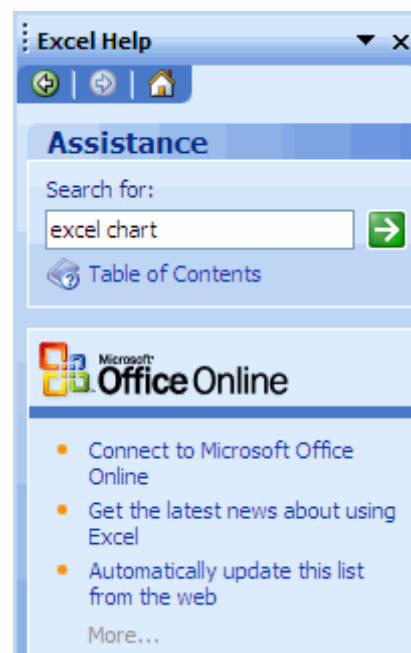 Excel Help
Assistance
Search for:
excel chart
Table of Contents
Microsoft
Office Online
Connect to Microsoft Office
Online
Get the latest news about using
Excel
Automatically update this list
from the web
More...